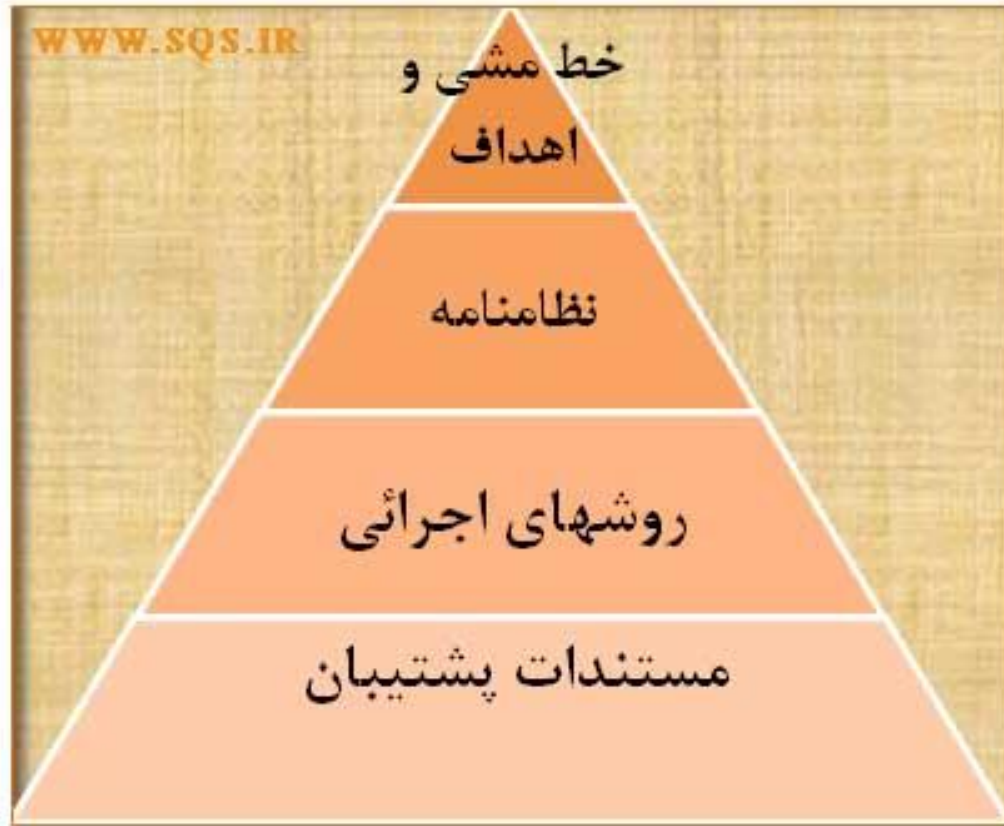 WWW.SQS.IR
خط مشی و
اهداف
نظامنامه
روشهای اجرائی
مستندات پشتیبان